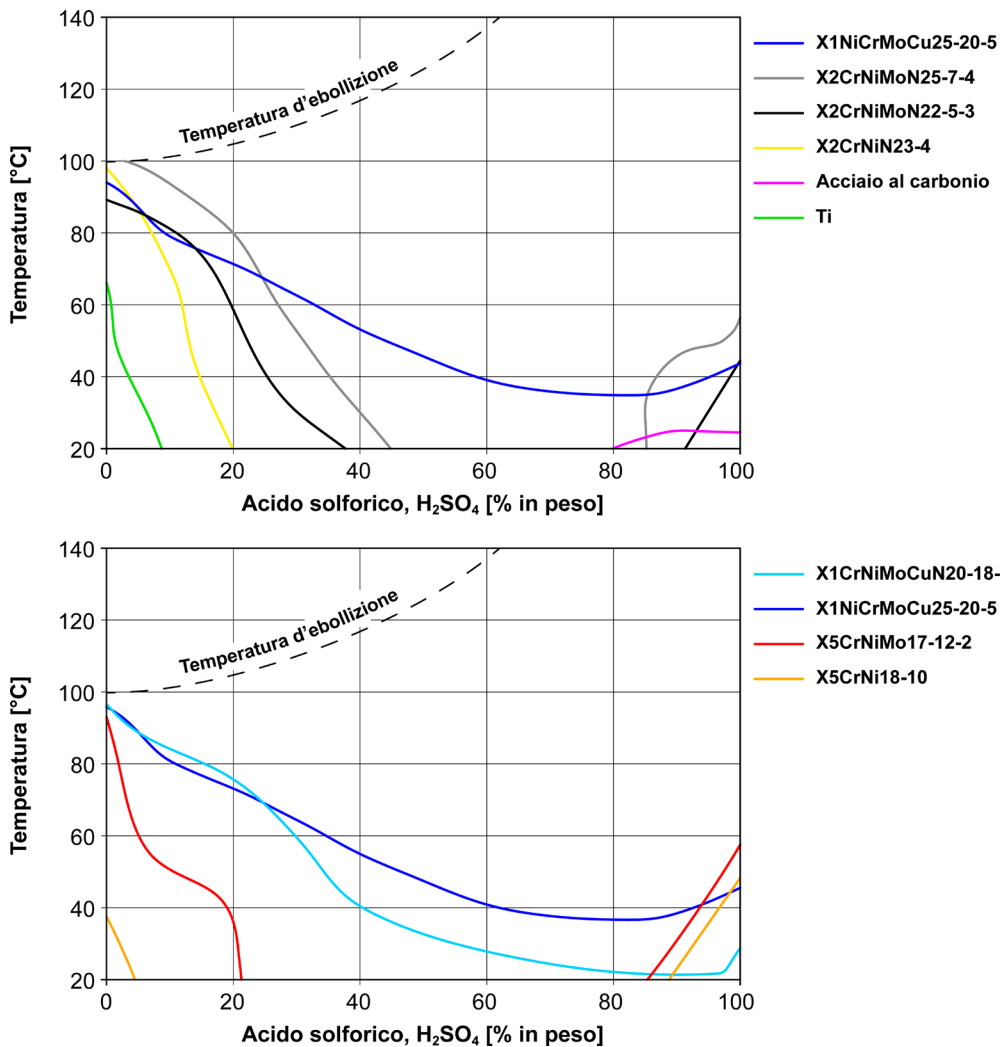 140
120
100
80
60
40
20
Temperatura [°C]
Temperatura d'ebollizione
0
20
40
60
80
100
Acido solforico, H₂SO₄ [% in peso]
X1NiCrMoCu25-20-5
X2CrNiMoN25-7-4
X2CrNiMoN22-5-3
X2CrNiN23-4
Acciaio al carbonio
Ti
140
120
100
80
60
40
20
Temperatura [°C]
Temperatura d'ebollizione
0
20
40
60
80
100
Acido solforico, H₂SO₄ [% in peso]
X1CrNiMoCuN20-18-
X1NiCrMoCu25-20-5
X5CrNiMo17-12-2
X5CrNi18-10